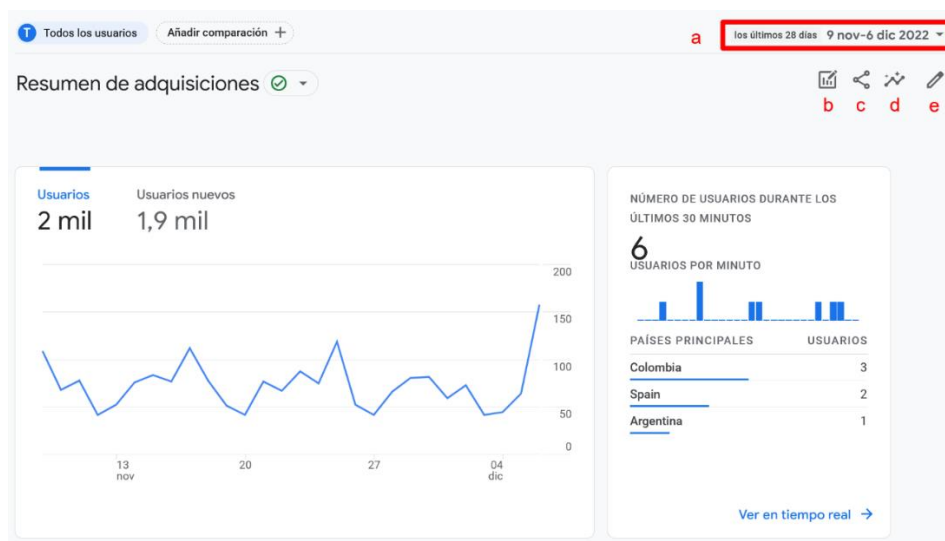 T Todos los usuarios Añadir comparación +
a los últimos 28 días 9 nov-6 dic 2022
Resumen de adquisiciones
b c d e
Usuarios Usuarios nuevos
2 mil 1,9 mil
200
150
100
50
0
13 20 27 04
nov dic
NÚMERO DE USUARIOS DURANTE LOS
ÚLTIMOS 30 MINUTOS
6
USUARIOS POR MINUTO
PAÍSES PRINCIPALES USUARIOS
Colombia 3
Spain 2
Argentina 1
Ver en tiempo real →